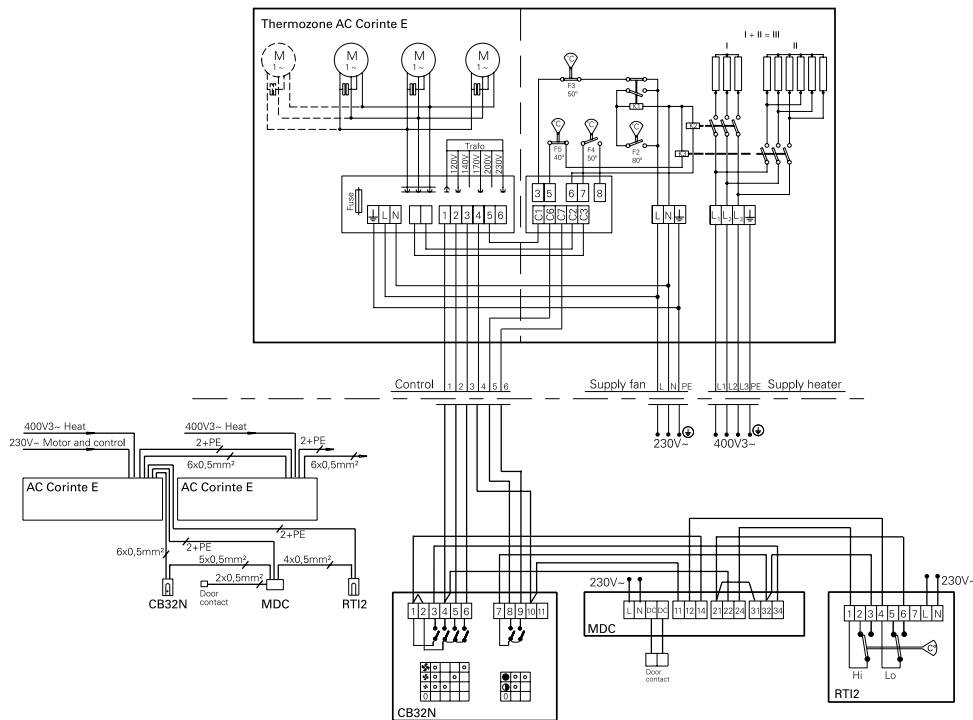 Thermozone AC Corinte E
M
1 ~
M
1 ~
M
1 ~
M
1 ~
Trafo
120V
140V
170V
200V
230V
Fuse
L N
1 2 3 4 5 6
C
F3
50°
C
F5
40°
C
F4
50°
C
F2
80°
K1
K2
K3
I + II = III
I
II
3 5 6 7 8
C1 C6 C7 C2 C3
L N
L1 L2 L3
Control 1 2 3 4 5 6
Supply fan L N PE
L1 L2 L3 PE Supply heater
230V~
400V3~
400V3~ Heat
230V~ Motor and control
400V3~ Heat
2+PE
6x0,5mm²
2+PE
6x0,5mm²
AC Corinte E
AC Corinte E
2+PE
2+PE
6x0,5mm²
5x0,5mm²
4x0,5mm²
2x0,5mm²
Door
contact
CB32N
MDC
RTI2
1 2 3 4 5 6
7 8 9 10 11
0
0
CB32N
230V~
L N DC DC
11 12 14
21 22 24
31 32 34
MDC
Door
contact
230V~
1 2 3 4 5 6 7 L N
C°
Hi
Lo
RTI2